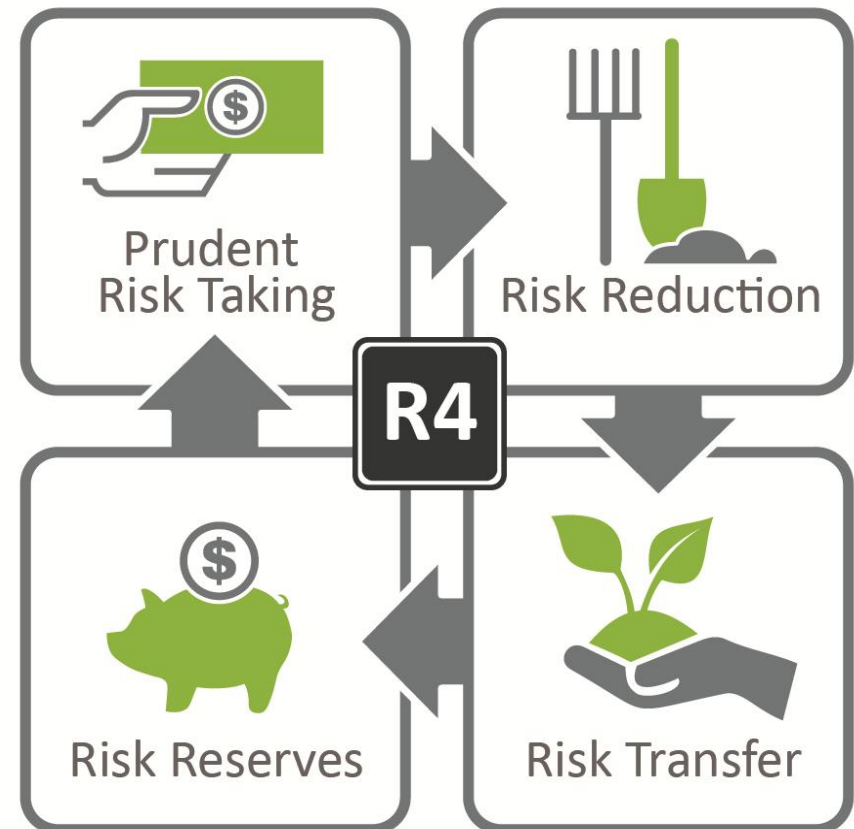 $
Prudent
Risk Taking
Risk Reduction
R4
$
Risk Reserves
Risk Transfer